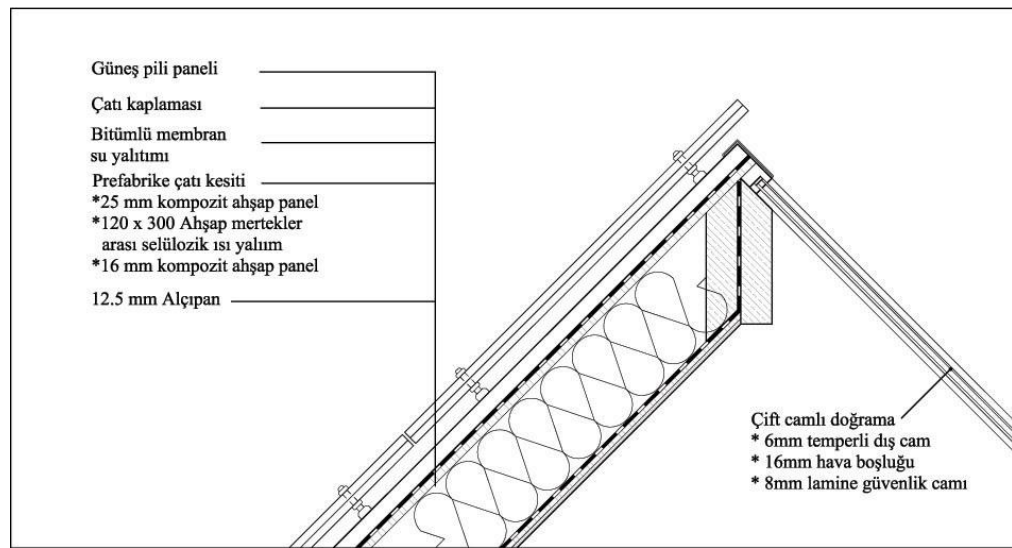 Güneş pili paneli
Çatı kaplaması
Bitümlü membran
su yalıtımı
Prefabrike çatı kesiti
*25 mm kompozit ahşap panel
*120 x 300 Ahşap mertekler
arası selülozik ısı yalıım
*16 mm kompozit ahşap panel
12.5 mm Alçıpan
Çift camlı doğrama
* 6mm temperli dış cam
* 16mm hava boşluğu
* 8mm lamine güvenlik camı